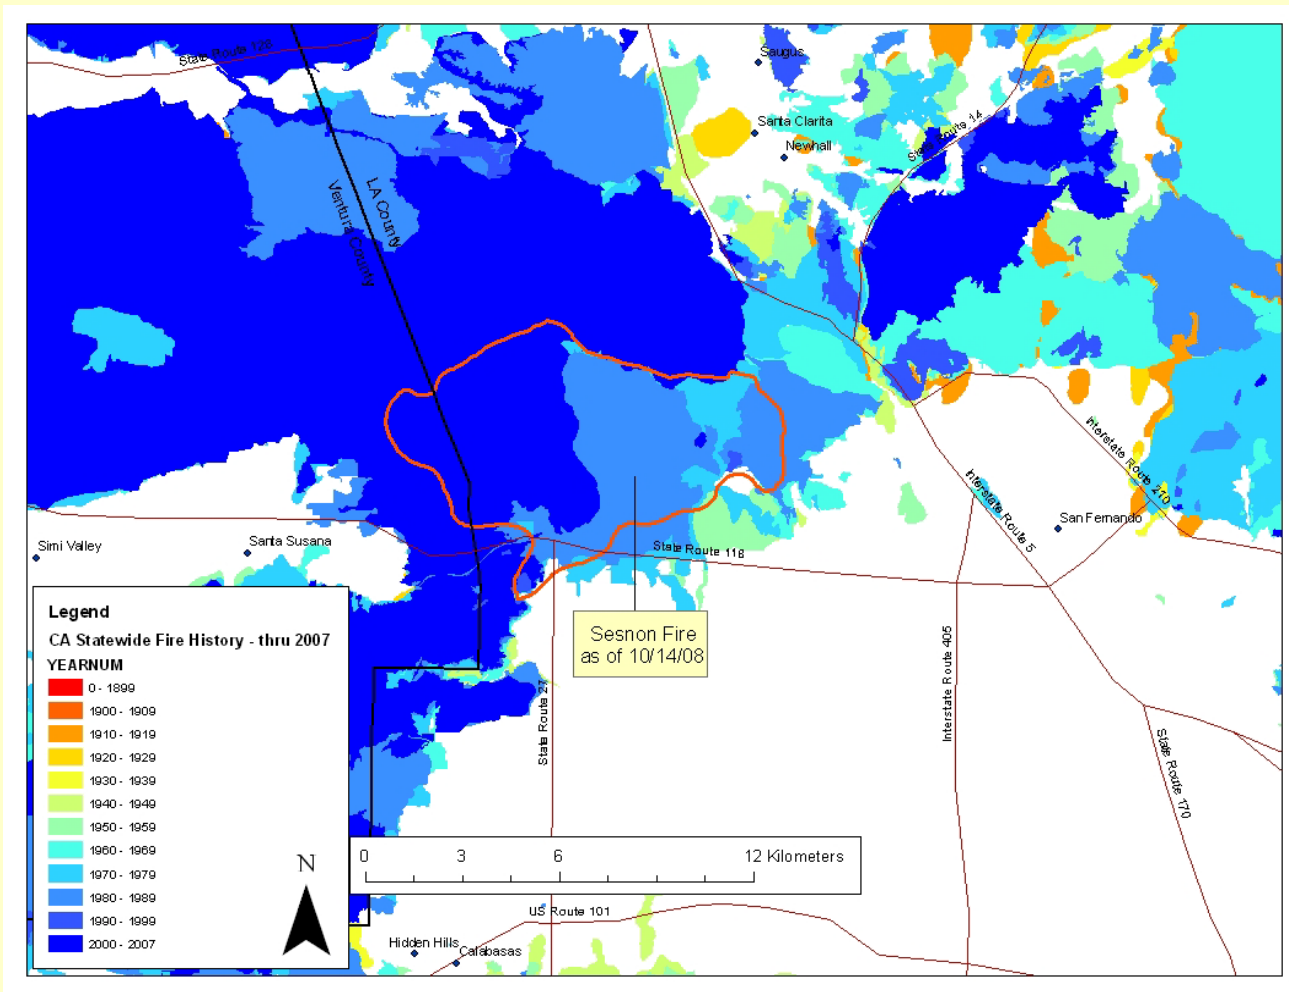 State Route 126
Saugus
Santa Clarita
Newhall
State Route 14
LA County
Ventura County
Interstate Route 210
Interstate Route 5
San Fernando
Simi Valley
Santa Susana
State Route 118
Sesnon Fire
as of 10/14/08
Interstate Route 405
State Route 27
State Route 170
Legend
CA Statewide Fire History - thru 2007
YEARNUM
0 - 1899
1900 - 1909
1910 - 1919
1920 - 1929
1930 - 1939
1940 - 1949
1950 - 1959
1960 - 1969
1970 - 1979
1980 - 1989
1990 - 1999
2000 - 2007
N
0 3 6 12 Kilometers
US Route 101
Hidden Hills
Calabasas